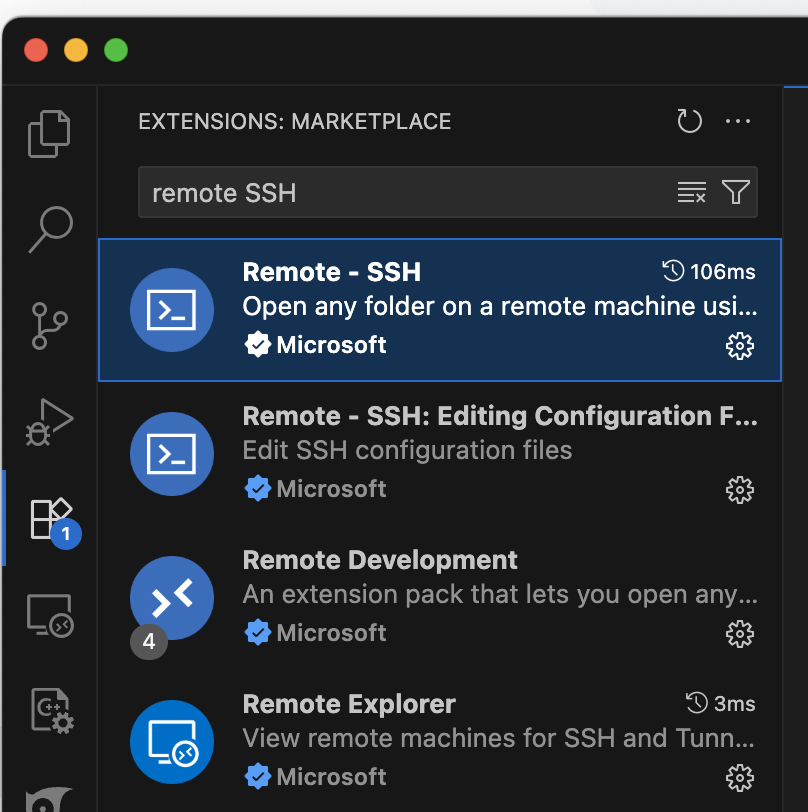 EXTENSIONS: MARKETPLACE
remote SSH
Remote - SSH
106ms
Open any folder on a remote machine usi...
Microsoft
Remote - SSH: Editing Configuration F...
Edit SSH configuration files
Microsoft
1
Remote Development
An extension pack that lets you open any...
4
Microsoft
C++
Remote Explorer
3ms
View remote machines for SSH and Tunn...
Microsoft